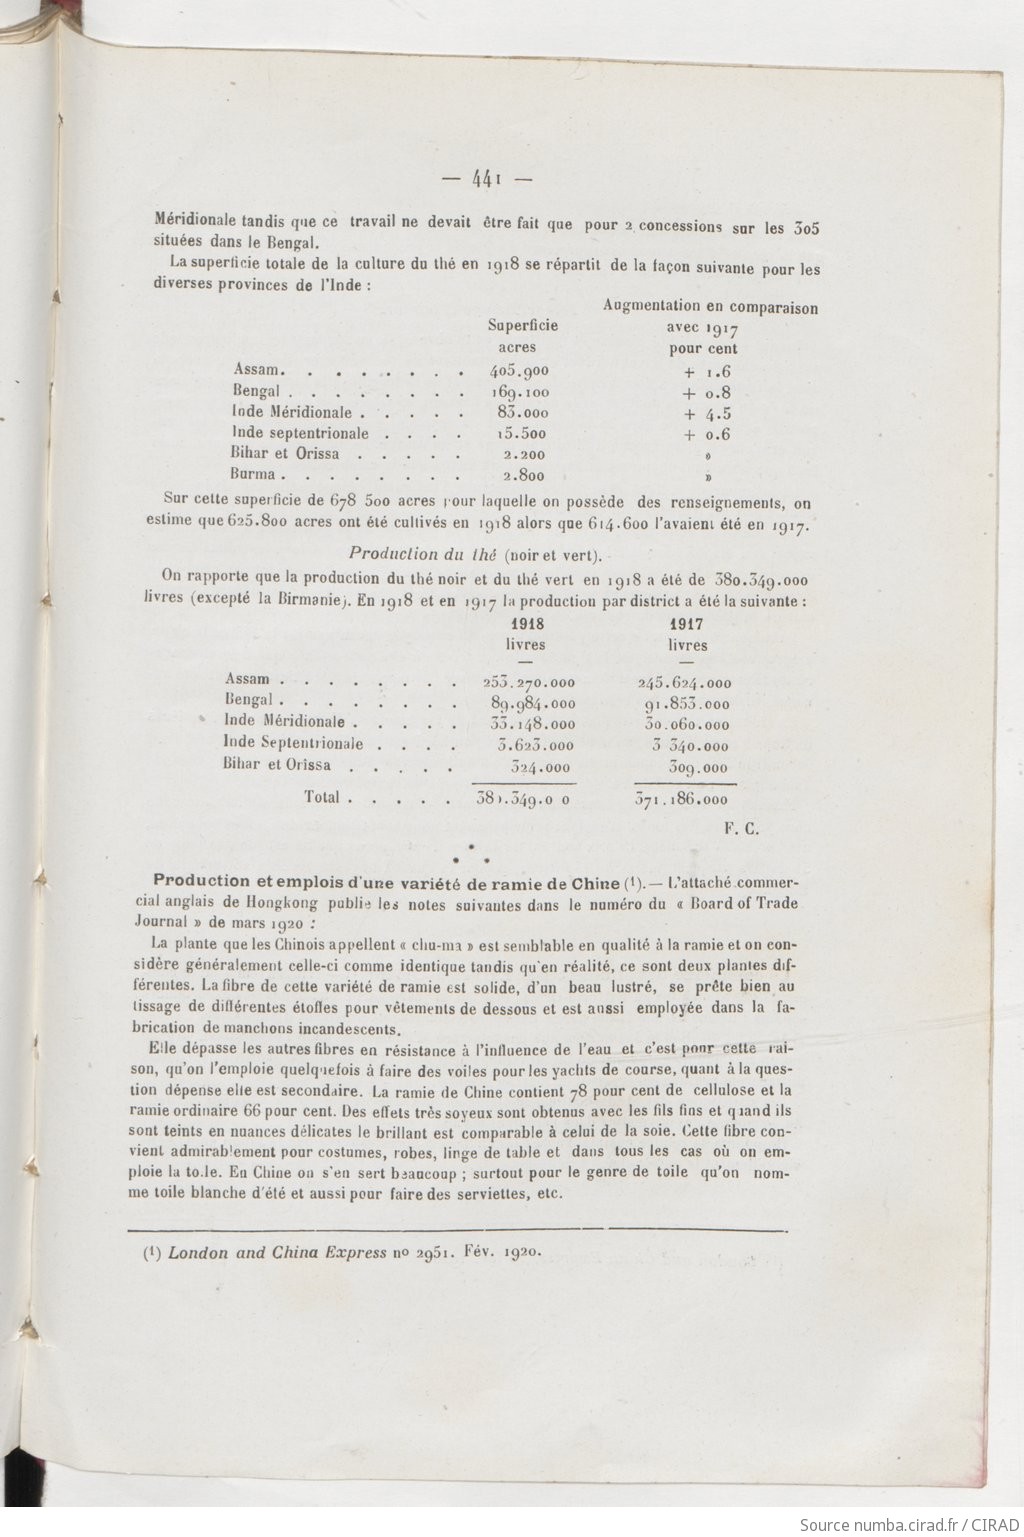 — 441 —
Méridionale tandis que ce travail ne devait être fait que pour 2 concessions sur les 305
situées dans le Bengal.
La superficie totale de la culture du thé en 1918 se répartit de la façon suivante pour les
diverses provinces de l'Inde :
Augmentation en comparaison
Superficie avec 1917
acres pour cent
Assam. . . . . . . . . 405.900 + 1.6
Bengal . . . . . . . . . 169.100 + 0.8
Inde Méridionale . . . . . . 83.000 + 4.5
Inde septentrionale . . . . 15.500 + 0.6
Bihar et Orissa . . . . . 2.200 »
Burma . . . . . . . . . 2.800 »
Sur cette superficie de 678 500 acres pour laquelle on possède des renseignements, on
estime que 625.800 acres ont été cultivés en 1918 alors que 614.600 l'avaient été en 1917.
Production du thé (noir et vert).
On rapporte que la production du thé noir et du thé vert en 1918 a été de 380.349.000
livres (excepté la Birmanie). En 1918 et en 1917 la production par district a été la suivante :
1918 1917
livres livres
— —
Assam . . . . . . . . 253.270.000 245.624.000
Bengal . . . . . . . . 89.984.000 91.853.000
Inde Méridionale . . . . . 33.148.000 30.060.000
Inde Septentrionale . . . . 3.623.000 3 340.000
Bihar et Orissa . . . . . 324.000 309.000
Total . . . . . 380.349.0 0 371.186.000
F. C.
Production et emplois d'une variété de ramie de Chine (1). — L'attaché commer-
cial anglais de Hongkong publie les notes suivantes dans le numéro du « Board of Trade
Journal » de mars 1920 :
La plante que les Chinois appellent « chu-ma » est semblable en qualité à la ramie et on con-
sidère généralement celle-ci comme identique tandis qu'en réalité, ce sont deux plantes dif-
férentes. La fibre de cette variété de ramie est solide, d'un beau lustré, se prête bien au
tissage de différentes étoffes pour vêtements de dessous et est aussi employée dans la fa-
brication de manchons incandescents.
Elle dépasse les autres fibres en résistance à l'influence de l'eau et c'est pour cette rai-
son, qu'on l'emploie quelquefois à faire des voiles pour les yachts de course, quant à la ques-
tion dépense elle est secondaire. La ramie de Chine contient 78 pour cent de cellulose et la
ramie ordinaire 66 pour cent. Des effets très soyeux sont obtenus avec les fils fins et quand ils
sont teints en nuances délicates le brillant est comparable à celui de la soie. Cette fibre con-
vient admirablement pour costumes, robes, linge de table et dans tous les cas où on em-
ploie la toile. En Chine on s'en sert beaucoup ; surtout pour le genre de toile qu'on nom-
me toile blanche d'été et aussi pour faire des serviettes, etc.
(1) London and China Express no 2951. Fév. 1920.
Source numba.cirad.fr / CIRAD